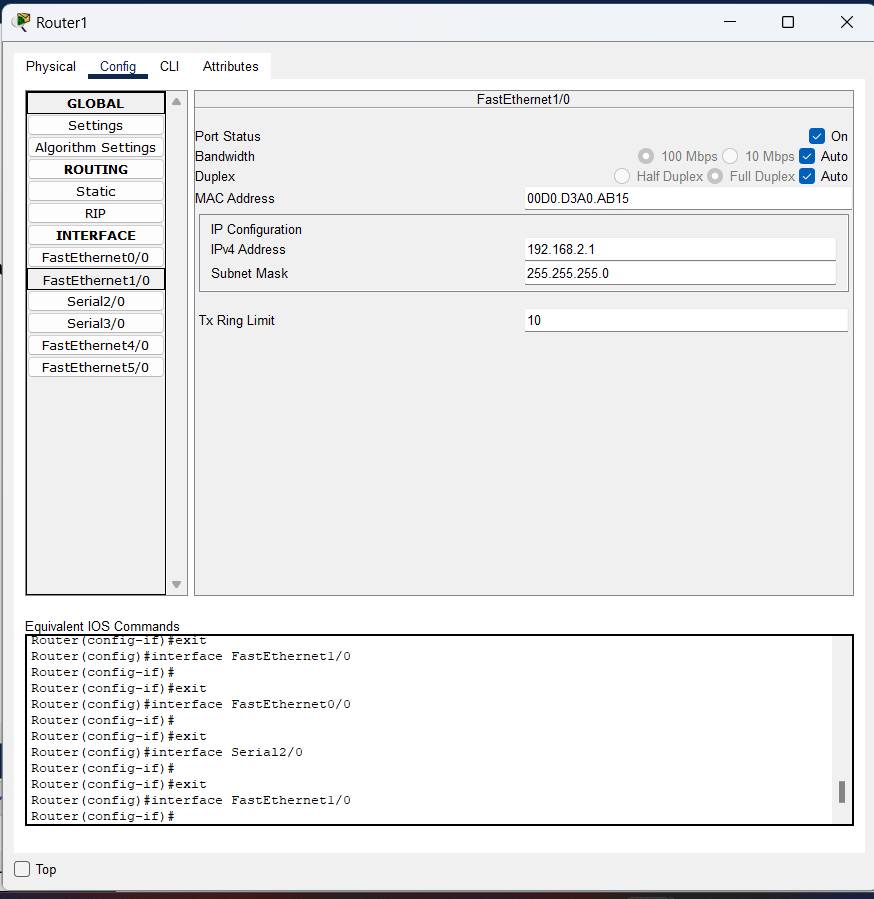 Router1
Physical Config CLI Attributes
GLOBAL
Settings
Algorithm Settings
ROUTING
Static
RIP
INTERFACE
FastEthernet0/0
FastEthernet1/0
Serial2/0
Serial3/0
FastEthernet4/0
FastEthernet5/0
FastEthernet1/0
Port Status On
Bandwidth 100 Mbps 10 Mbps Auto
Duplex Half Duplex Full Duplex Auto
MAC Address 00D0.D3A0.AB15
IP Configuration
IPv4 Address 192.168.2.1
Subnet Mask 255.255.255.0
Tx Ring Limit 10
Equivalent IOS Commands
Router(config-if)#exit
Router(config)#interface FastEthernet1/0
Router(config-if)#
Router(config-if)#exit
Router(config)#interface FastEthernet0/0
Router(config-if)#
Router(config-if)#exit
Router(config)#interface Serial2/0
Router(config-if)#
Router(config-if)#exit
Router(config)#interface FastEthernet1/0
Router(config-if)#
Top